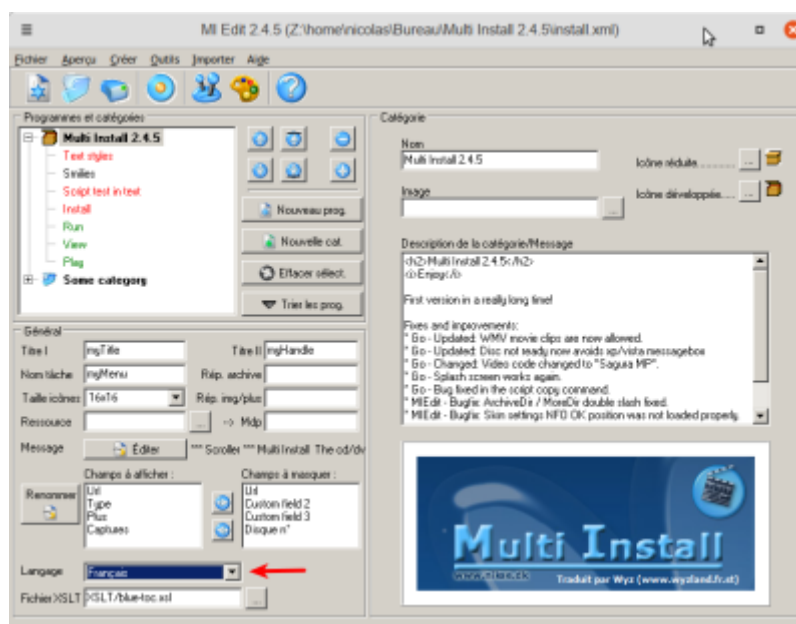 MI Edit 2.4.5 (Z:\home\nicolas\Bureau\Multi Install 2.4.5\install.xml)
Fichier Aperçu Créer Outils Importer Aide
Programmes et catégories
Multi Install 2.4.5
Text styles
Smilies
Script test in text
Install
Run
View
Play
Some category
Nouveau prog.
Nouvelle cat.
Effacer sélect.
Trier les prog.
Catégorie
Nom
Multi Install 2.4.5
Icône réduite
...
Image
Icône développée
...
...
Description de la catégorie/Message
<h2>Multi Install 2.4.5</h2>
<i>Enjoy</i>
First version in a really long time!
Fixes and improvements:
* Go - Updated: WMV movie clips are now allowed.
* Go - Updated: Disc not ready now avoids xp/vista messagebox
* Go - Changed: Video code changed to "Sagura MP".
* Go - Splash screen works again.
* Go - Bug fixed in the script copy command.
* MIEdit - Bugfix: ArchiveDir / MoreDir double slash fixed.
* MIEdit - Bugfix: Skin settings NFO OK position was not loaded properly.
Général
Titre I myTitle Titre II myHandle
Nom tâche myMenu Rép. archive
Taille icônes 16x16 Rép. img/plus
Ressource ... -> Mdp
Message Éditer *** Scroller *** Multi Install The cd/dv
Champs à afficher : Champs à masquer :
Renommer
Url
Type
Plus
Captures
Url
Custom field 2
Custom field 3
Disque n°
Langage Français
Fichier XSLT XSLT/blue-toc.xsl ...
Multi Install
Traduit par Wyz (www.wyzland.fr.st)